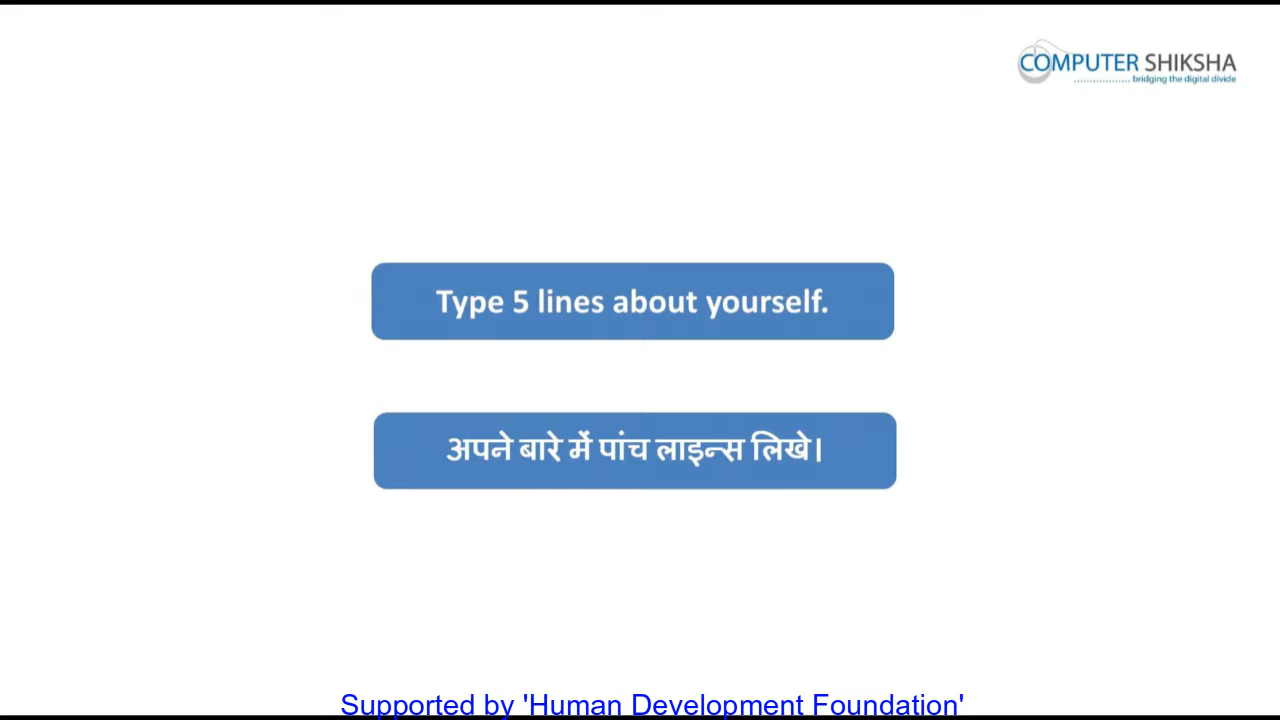 COMPUTER SHIKSHA
bridging the digital divide
Type 5 lines about yourself.
अपने बारे में पांच लाइन्स लिखे।
Supported by 'Human Development Foundation'